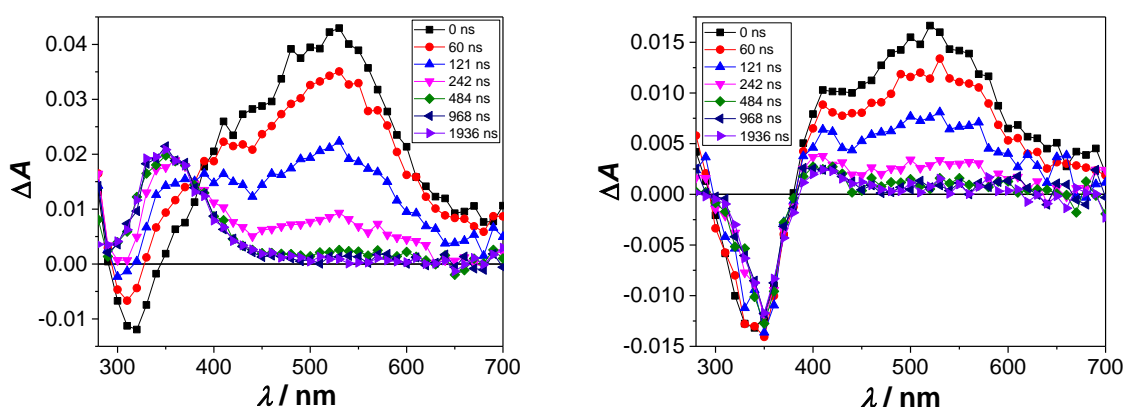 0.04
0.03
0.02
0.01
0.00
-0.01
ΔA
300 400 500 600 700
λ / nm
0 ns
60 ns
121 ns
242 ns
484 ns
968 ns
1936 ns
0.015
0.010
0.005
0.000
-0.005
-0.010
-0.015
ΔA
300 400 500 600 700
λ / nm
0 ns
60 ns
121 ns
242 ns
484 ns
968 ns
1936 ns